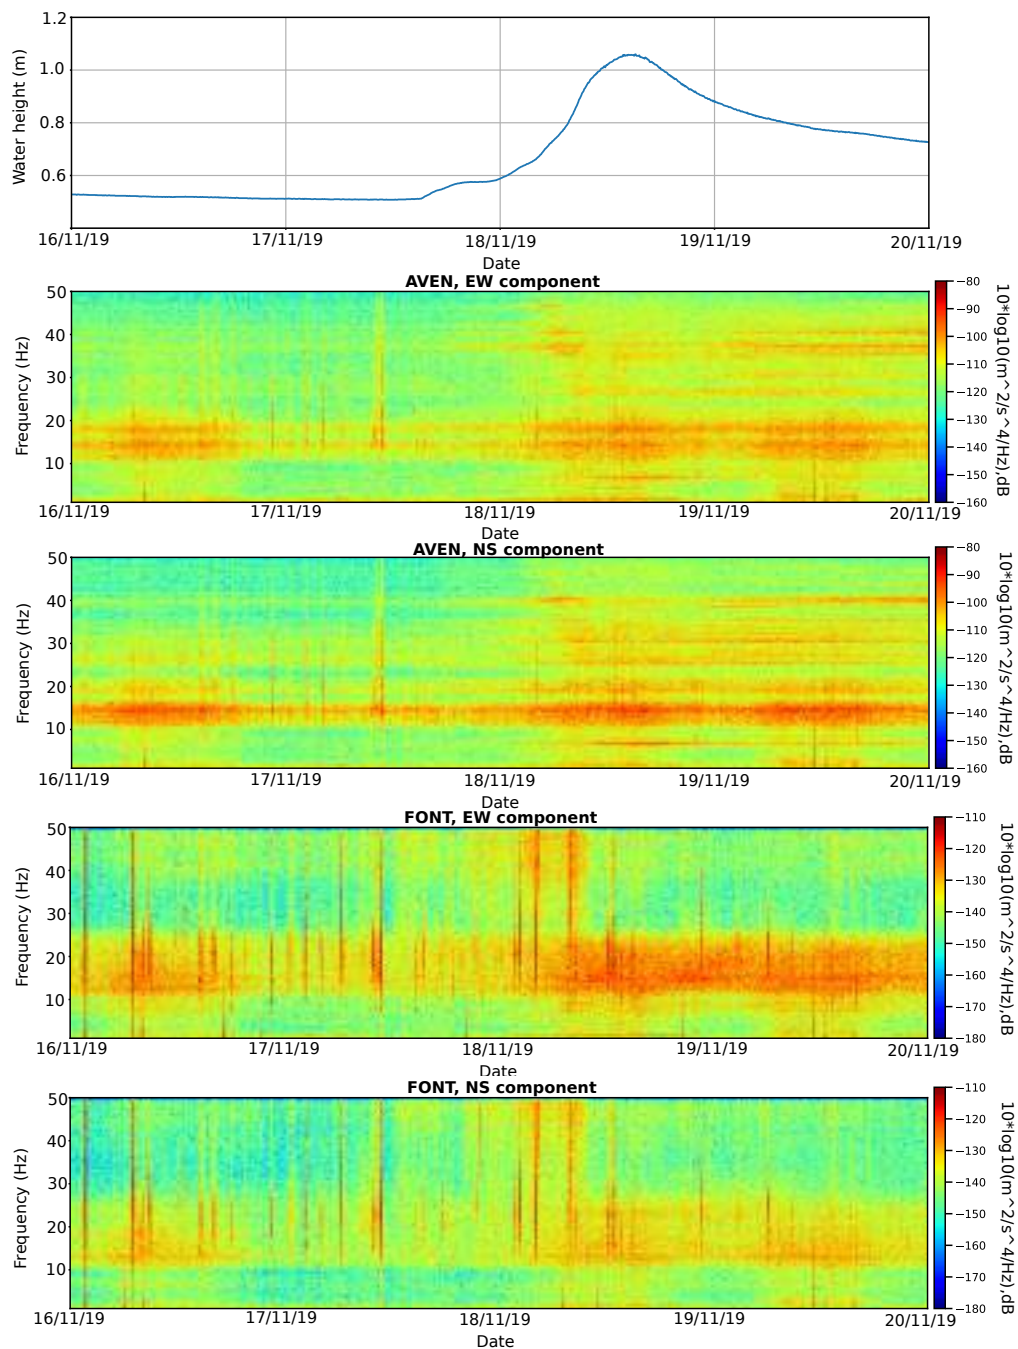 1.2
1.0
0.8
0.6
Water height (m)
16/11/19 17/11/19 18/11/19 19/11/19 20/11/19
Date
AVEN, EW component
50
40
30
20
10
Frequency (Hz)
16/11/19 17/11/19 18/11/19 19/11/19 20/11/19
Date
−80
−90
−100
−110
−120
−130
−140
−150
−160
10*log10(m^2/s^4/Hz),dB
AVEN, NS component
50
40
30
20
10
Frequency (Hz)
16/11/19 17/11/19 18/11/19 19/11/19 20/11/19
Date
−80
−90
−100
−110
−120
−130
−140
−150
−160
10*log10(m^2/s^4/Hz),dB
FONT, EW component
50
40
30
20
10
Frequency (Hz)
16/11/19 17/11/19 18/11/19 19/11/19 20/11/19
Date
−110
−120
−130
−140
−150
−160
−170
−180
10*log10(m^2/s^4/Hz),dB
FONT, NS component
50
40
30
20
10
Frequency (Hz)
16/11/19 17/11/19 18/11/19 19/11/19 20/11/19
Date
−110
−120
−130
−140
−150
−160
−170
−180
10*log10(m^2/s^4/Hz),dB